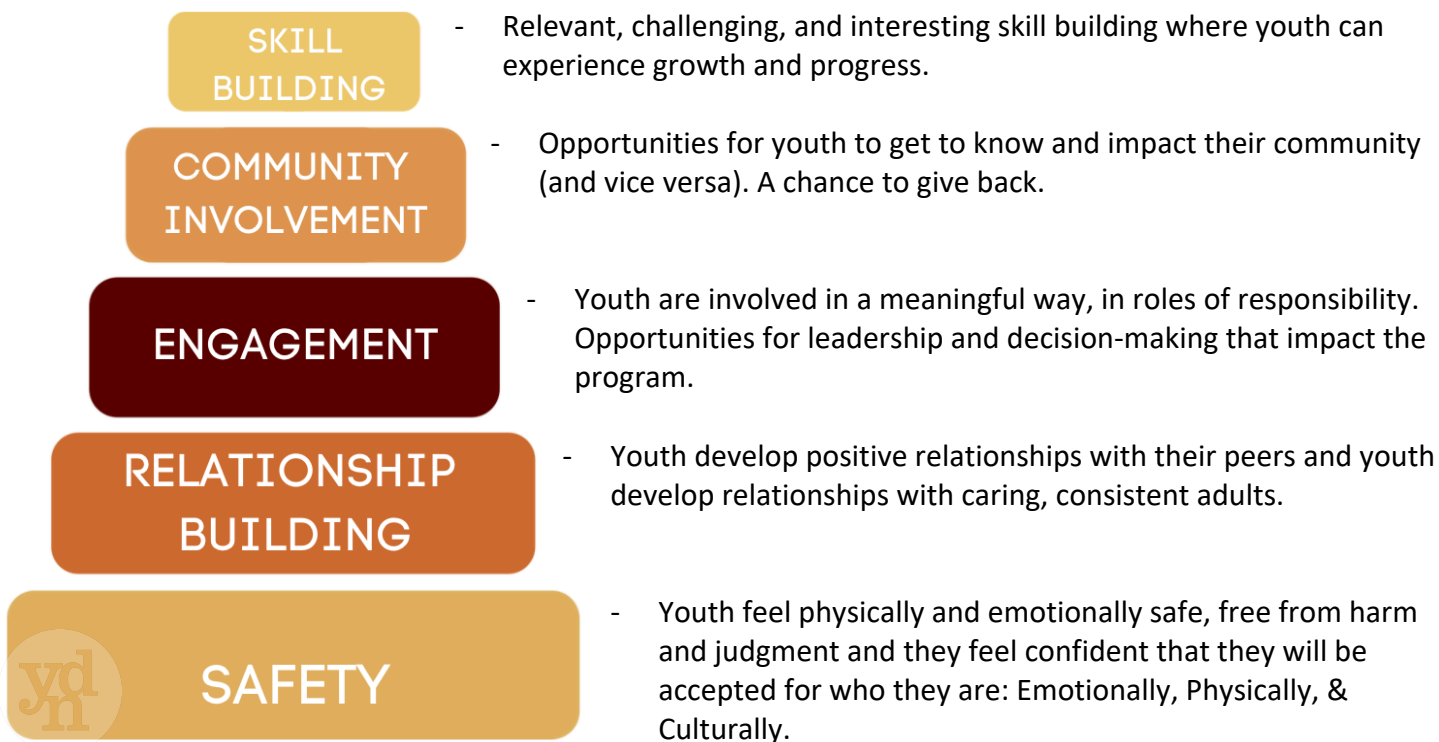 SKILL
BUILDING
- Relevant, challenging, and interesting skill building where youth can
experience growth and progress.
COMMUNITY
INVOLVEMENT
- Opportunities for youth to get to know and impact their community
(and vice versa). A chance to give back.
ENGAGEMENT
- Youth are involved in a meaningful way, in roles of responsibility.
Opportunities for leadership and decision-making that impact the
program.
RELATIONSHIP
BUILDING
- Youth develop positive relationships with their peers and youth
develop relationships with caring, consistent adults.
SAFETY
- Youth feel physically and emotionally safe, free from harm
and judgment and they feel confident that they will be
accepted for who they are: Emotionally, Physically, &
Culturally.
ydn